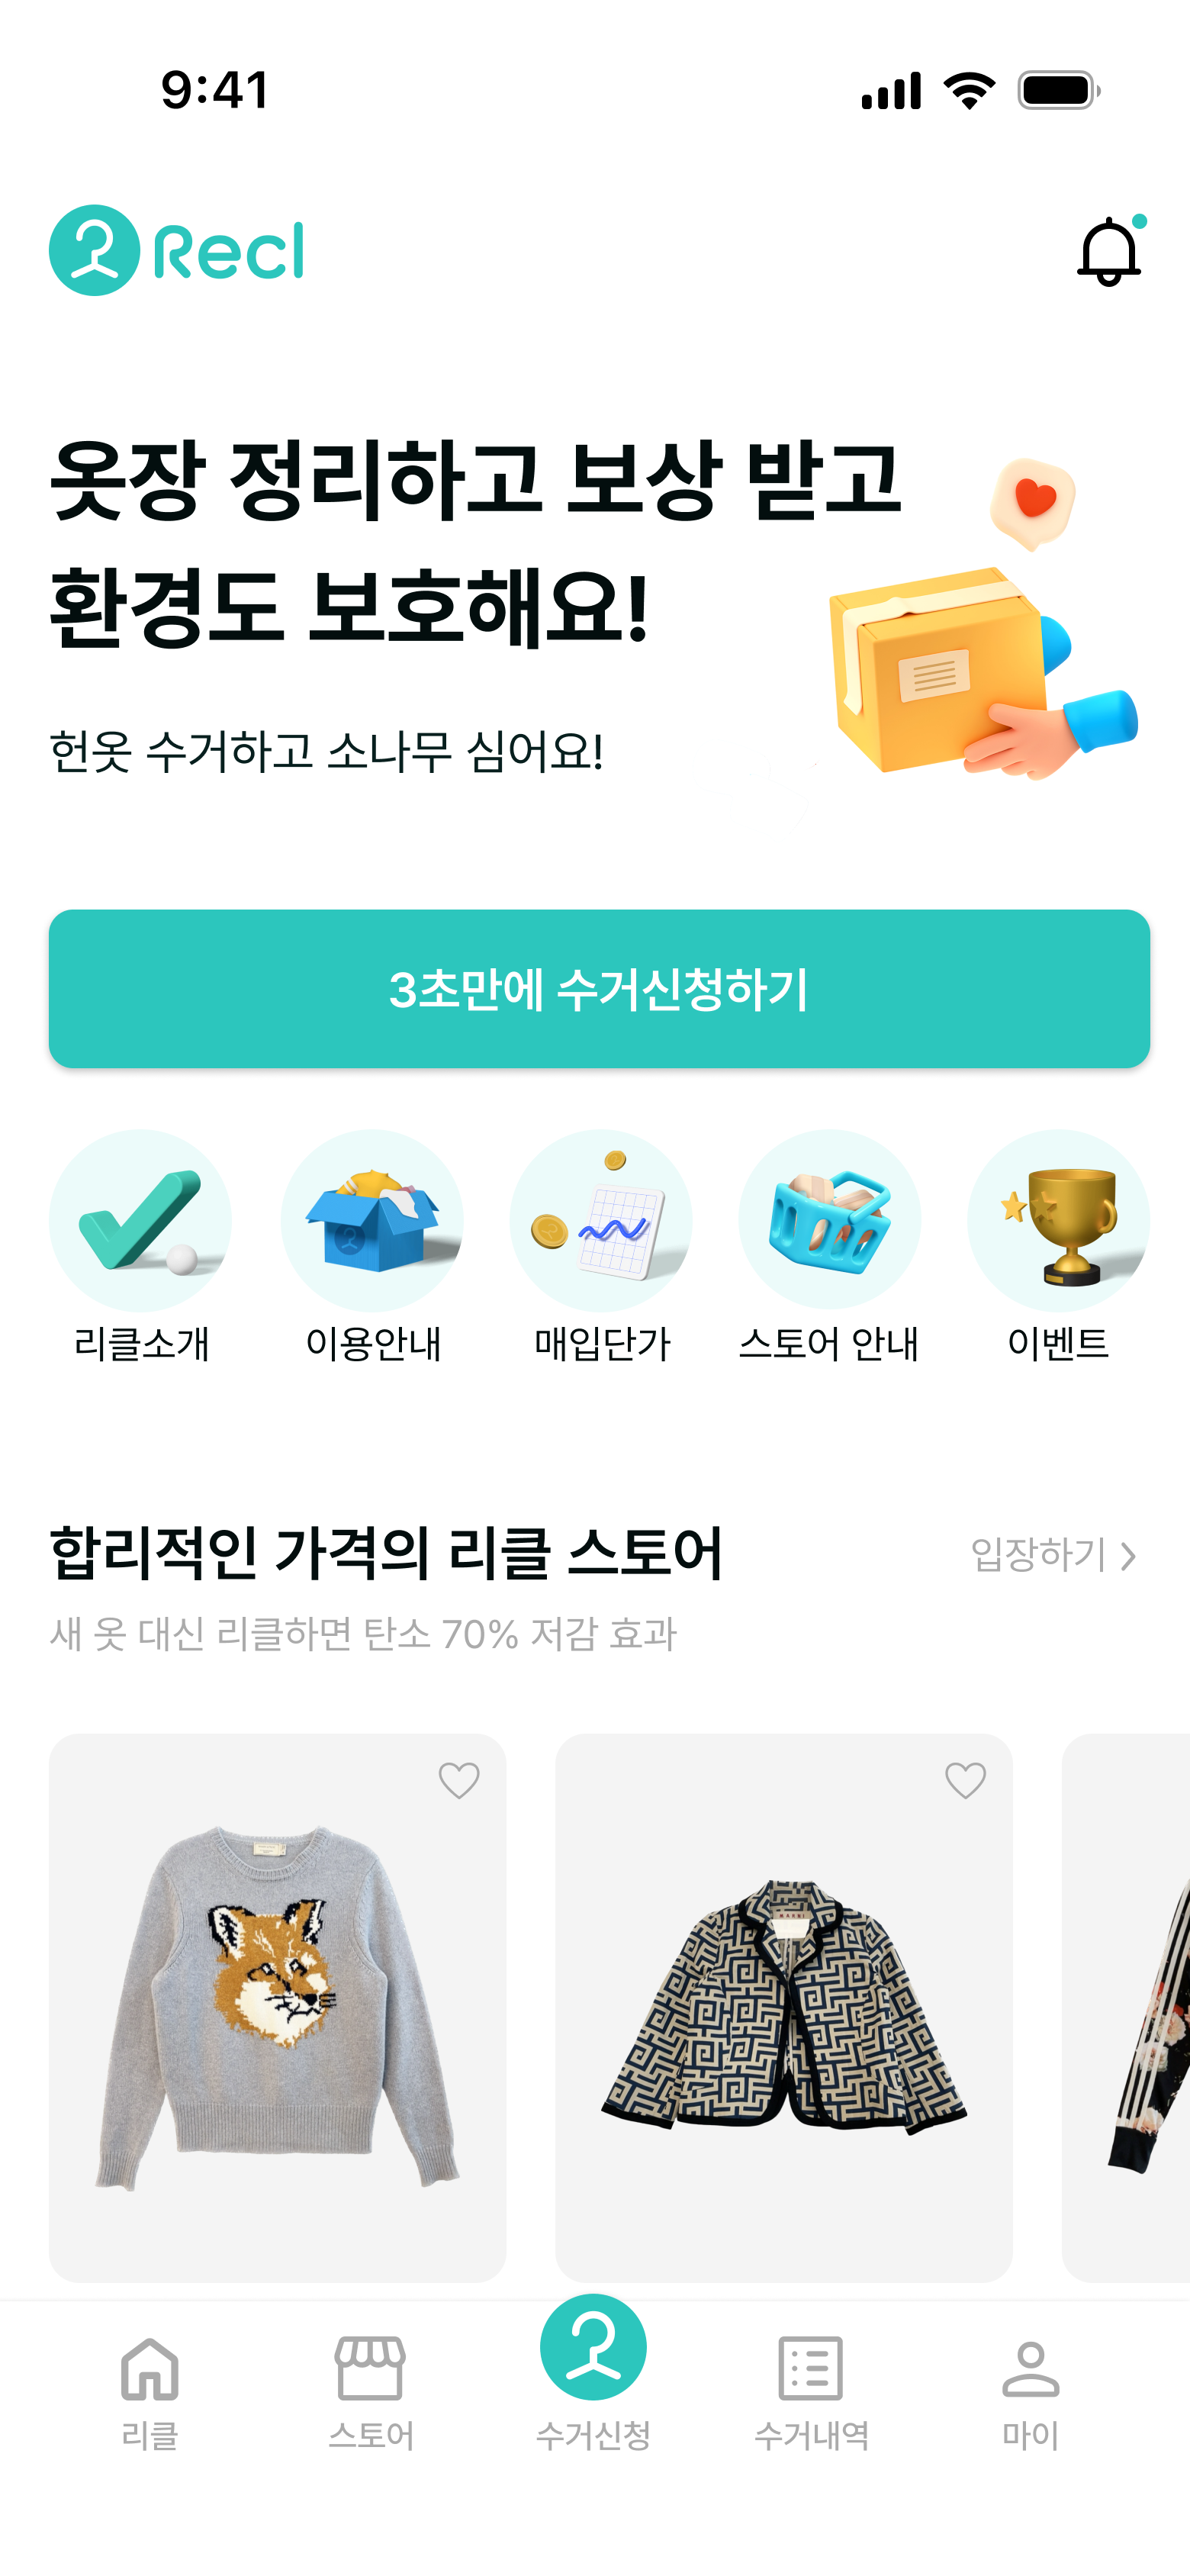 9:41
Recl
옷장 정리하고 보상 받고
환경도 보호해요!
헌옷 수거하고 소나무 심어요!
3초만에 수거신청하기
리클소개
이용안내
매입단가
스토어 안내
이벤트
합리적인 가격의 리클 스토어
입장하기
새 옷 대신 리클하면 탄소 70% 저감 효과
MARNI
리클
스토어
수거신청
수거내역
마이